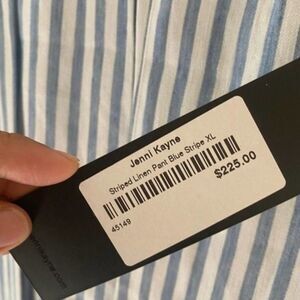 Jenni Kayne
Striped Linen Pant Blue Stripe XL
45149
$225.00